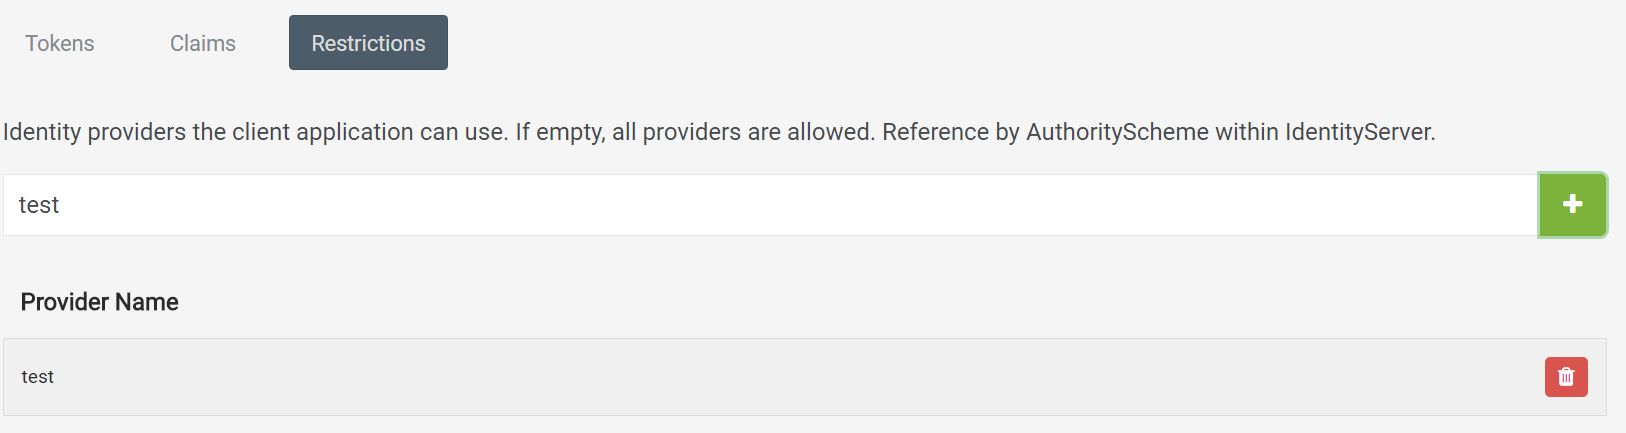 Tokens Claims Restrictions
Identity providers the client application can use. If empty, all providers are allowed. Reference by AuthorityScheme within IdentityServer.
test
Provider Name
test